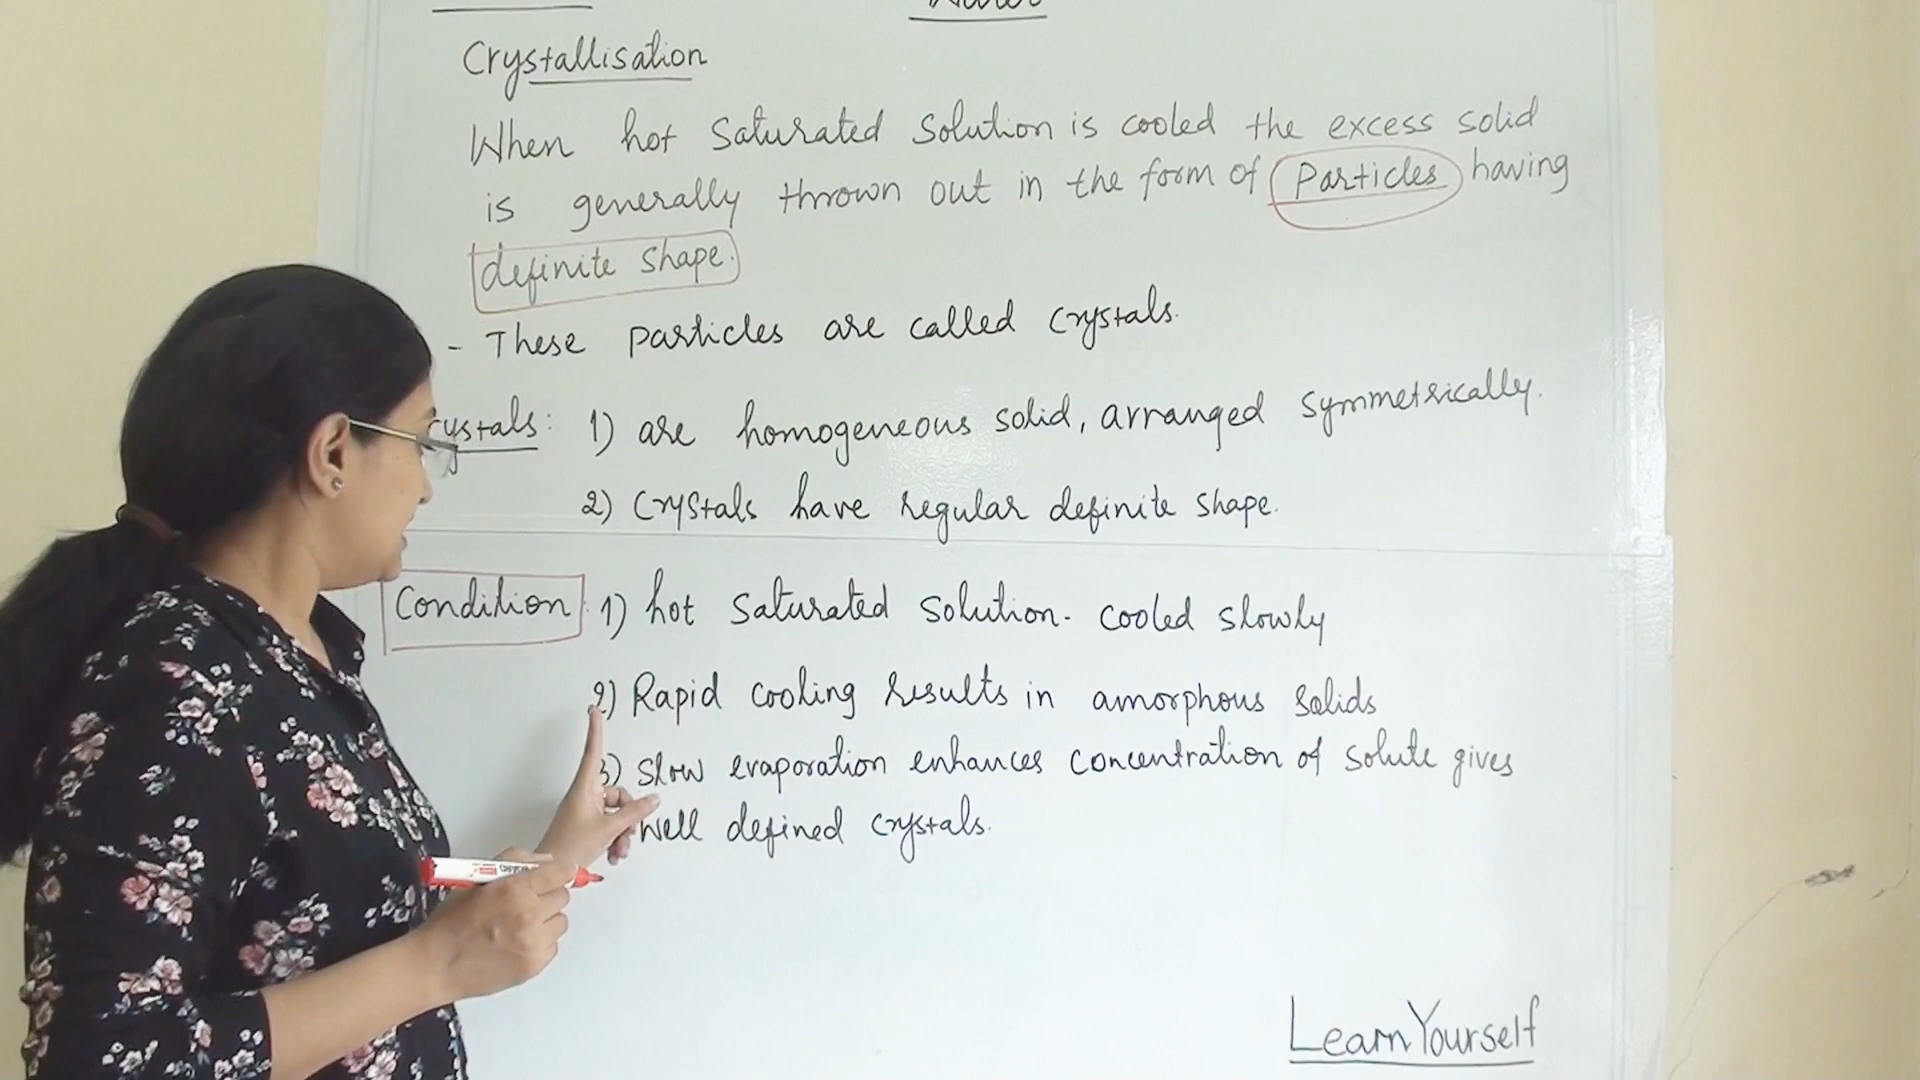 Crystallisation
When hot Saturated Solution is cooled the excess solid
is generally thrown out in the form of Particles having
definite shape.
- These particles are called crystals.
rystals: 1) are homogeneous solid, arranged symmetrically.
2) Crystals have regular definite shape.
Condition: 1) hot Saturated Solution - cooled slowly
2) Rapid cooling results in amorphous solids
3) Slow evaporation enhances concentration of solute gives
well defined crystals.
Learn Yourself